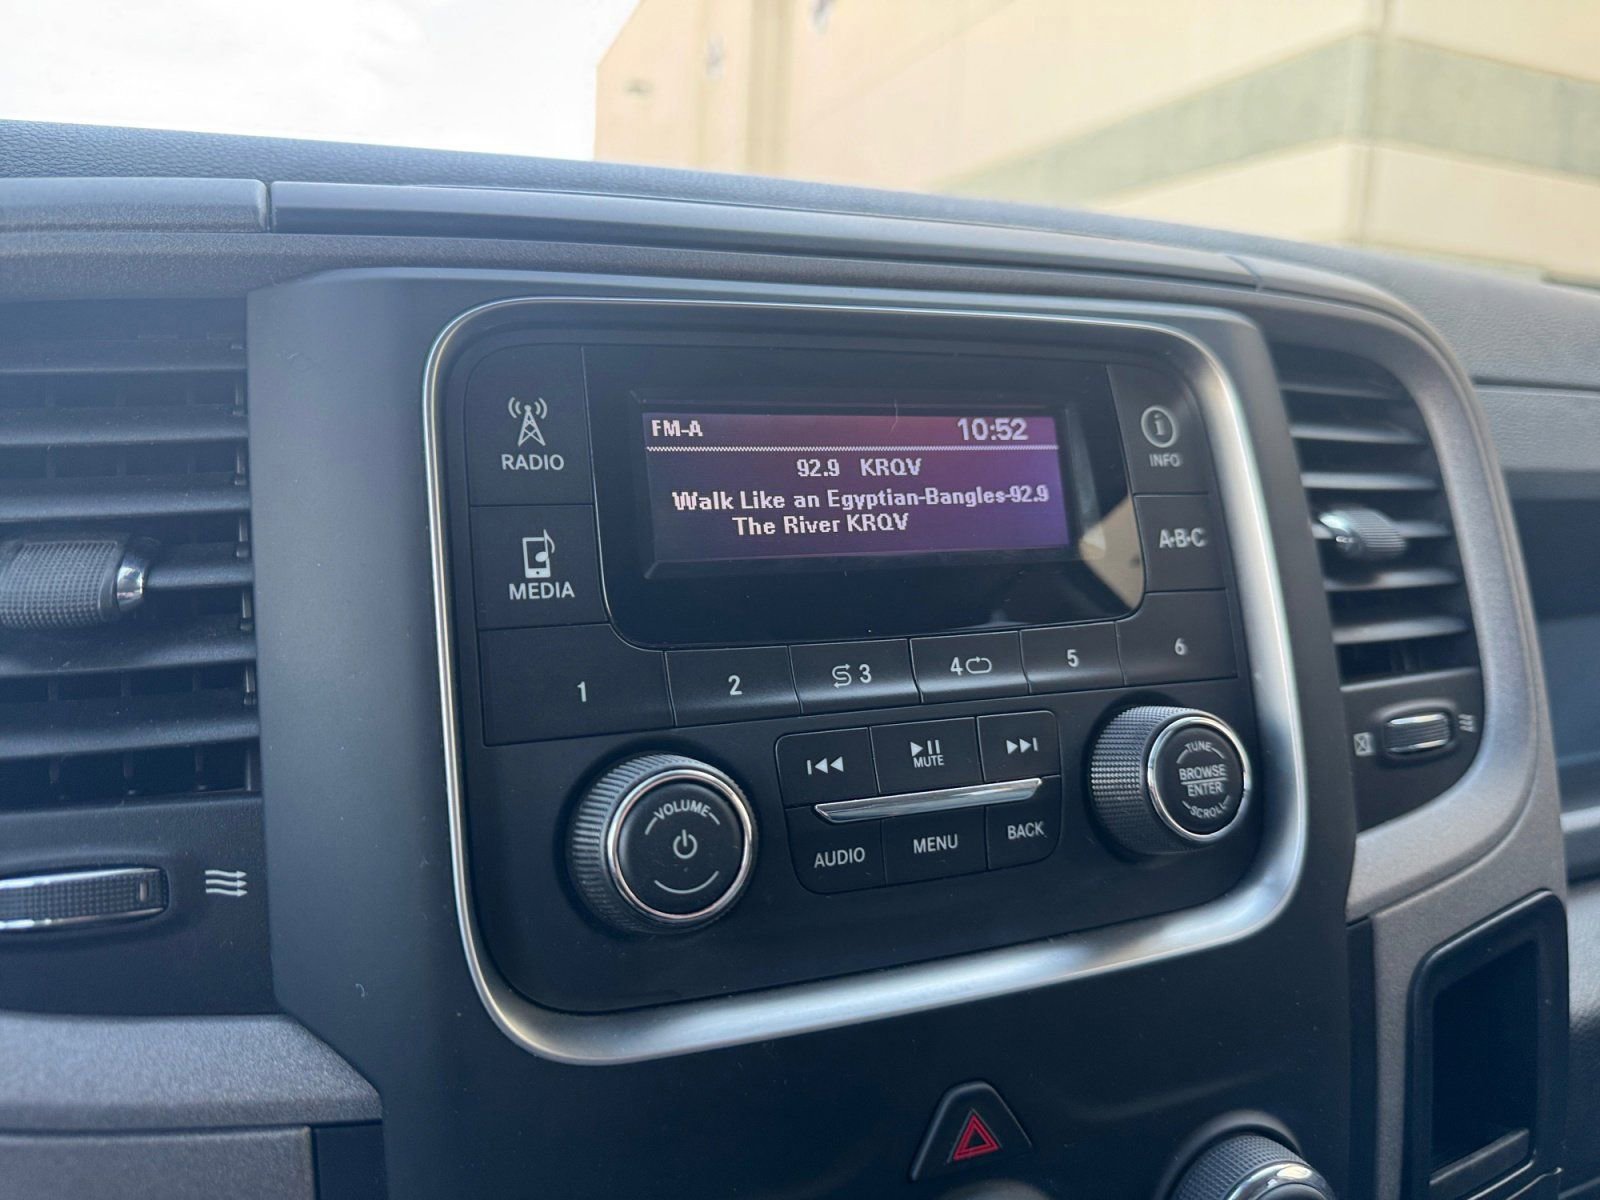 FM-A 10:52
92.9 KRQV
Walk Like an Egyptian-Bangles-92.9
The River KRQV
RADIO
INFO
MEDIA
A-B-C
1 2 3 4 5 6
MUTE
VOLUME
TUNE
BROWSE
ENTER
SCROLL
AUDIO MENU BACK